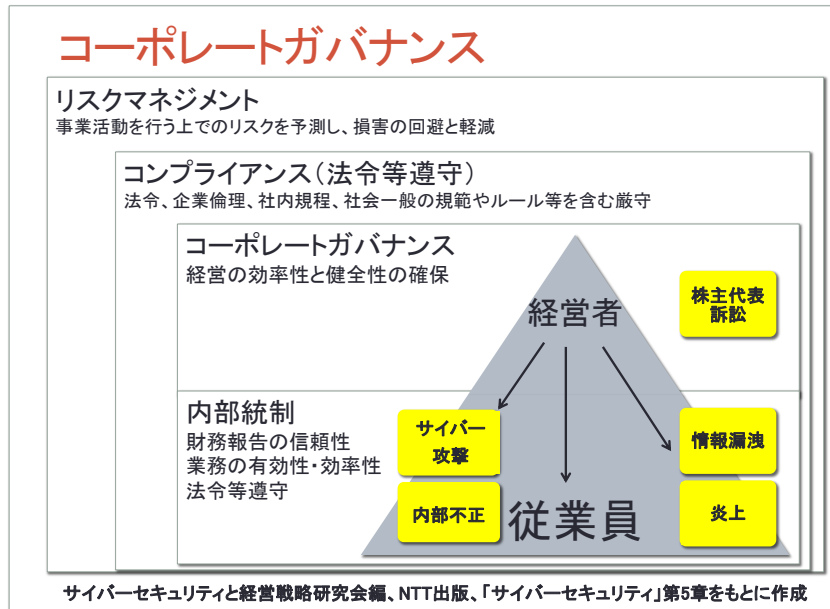 コーポレートガバナンス
リスクマネジメント
事業活動を行う上でのリスクを予測し、損害の回避と軽減
コンプライアンス（法令等遵守）
法令、企業倫理、社内規程、社会一般の規範やルール等を含む厳守
コーポレートガバナンス
経営の効率性と健全性の確保
経営者
株主代表
訴訟
内部統制
財務報告の信頼性
業務の有効性・効率性
法令等遵守
サイバー
攻撃
情報漏洩
内部不正
従業員
炎上
サイバーセキュリティと経営戦略研究会編、NTT出版、「サイバーセキュリティ」第5章をもとに作成